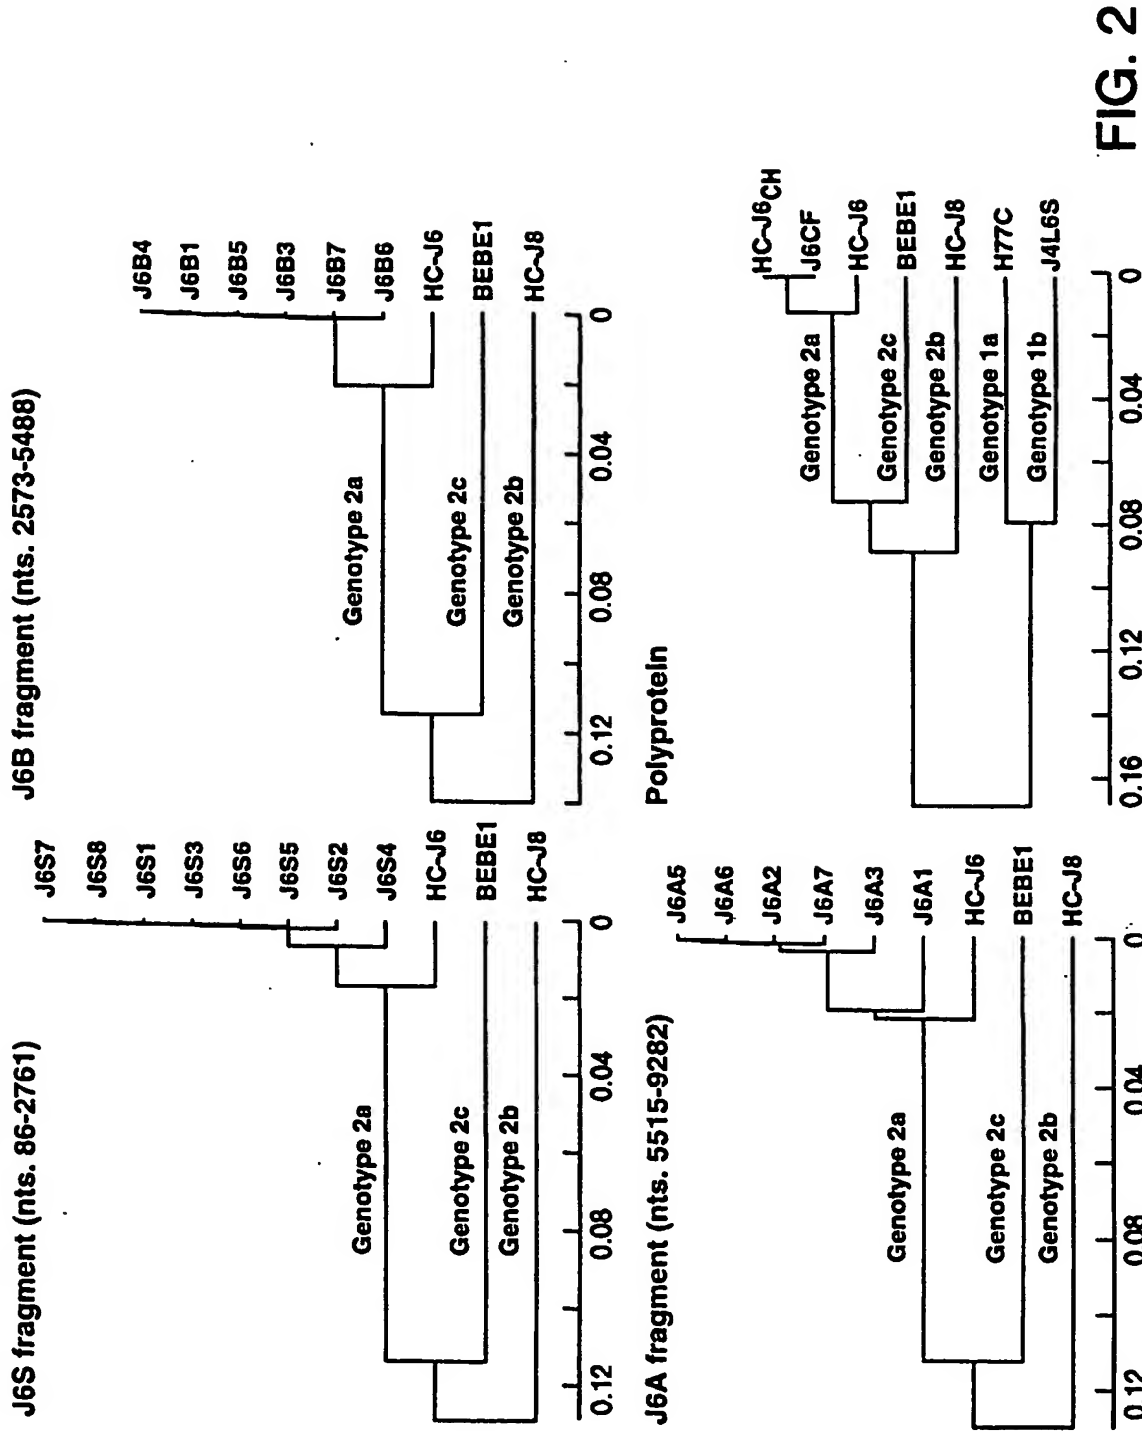 J6S fragment (nts. 86-2761)
J6S7
J6S8
J6S1
J6S3
J6S6
J6S5
J6S2
J6S4
HC-J6
BEBE1
HC-J8
Genotype 2a
Genotype 2c
Genotype 2b
0.12
0.08
0.04
0
J6B fragment (nts. 2573-5488)
J6B4
J6B1
J6B5
J6B3
J6B7
J6B6
HC-J6
BEBE1
HC-J8
Genotype 2a
Genotype 2c
Genotype 2b
0.12
0.08
0.04
0
J6A fragment (nts. 5515-9282)
J6A5
J6A6
J6A2
J6A7
J6A3
J6A1
HC-J6
BEBE1
HC-J8
Genotype 2a
Genotype 2c
Genotype 2b
0.12
0.08
0.04
0
Polyprotein
HC-J6CH
J6CF
HC-J6
BEBE1
HC-J8
H77C
J4L6S
Genotype 2a
Genotype 2c
Genotype 2b
Genotype 1a
Genotype 1b
0.16
0.12
0.08
0.04
0
FIG. 2